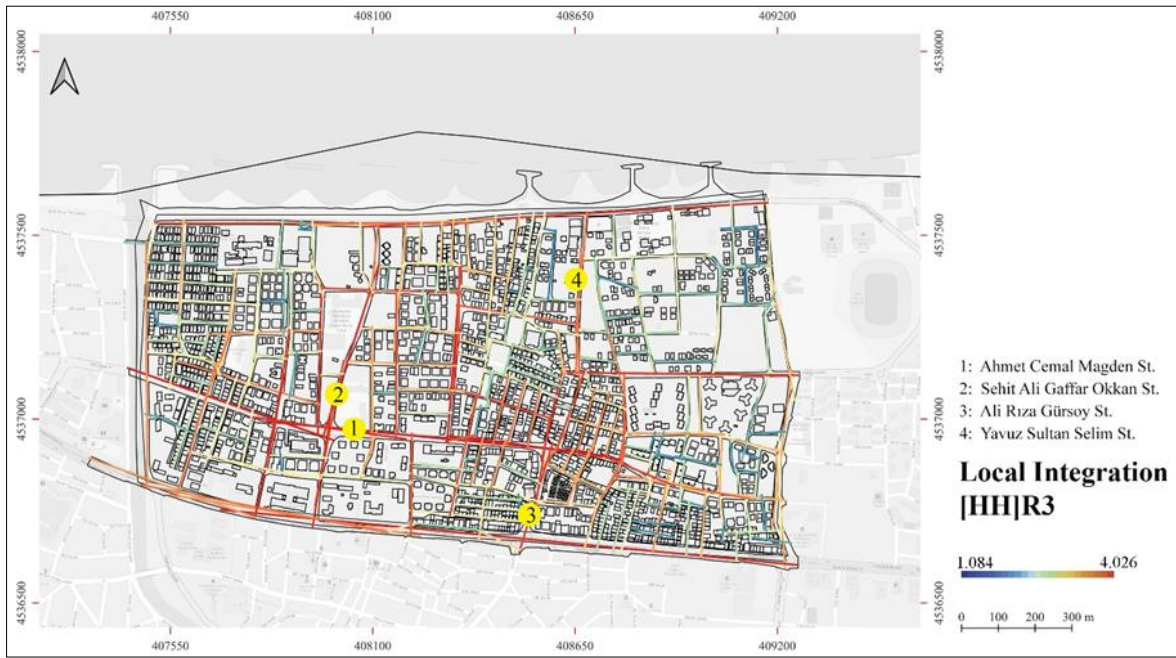 407550 408100 408650 409200
4538000 4538000
4537500 4537500
4
1: Ahmet Cemal Magden St.
2: Sehit Ali Gaffar Okkan St.
3: Ali Rıza Gürsoy St.
4: Yavuz Sultan Selim St.
2
4537000 4537000
1
Local Integration
[HH]R3
3
1.084 4.026
4536500 4536500
0 100 200 300 m
407550 408100 408650 409200